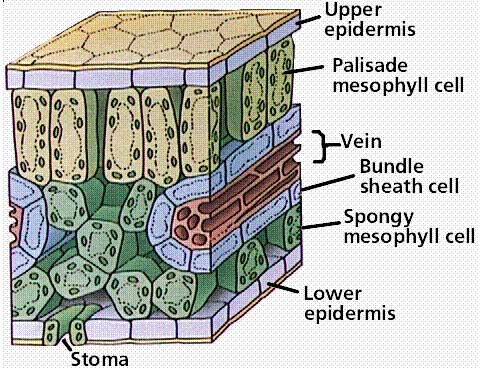 Upper
epidermis
Palisade
mesophyll cell
Vein
Bundle
sheath cell
Spongy
mesophyll cell
Lower
epidermis
Stoma